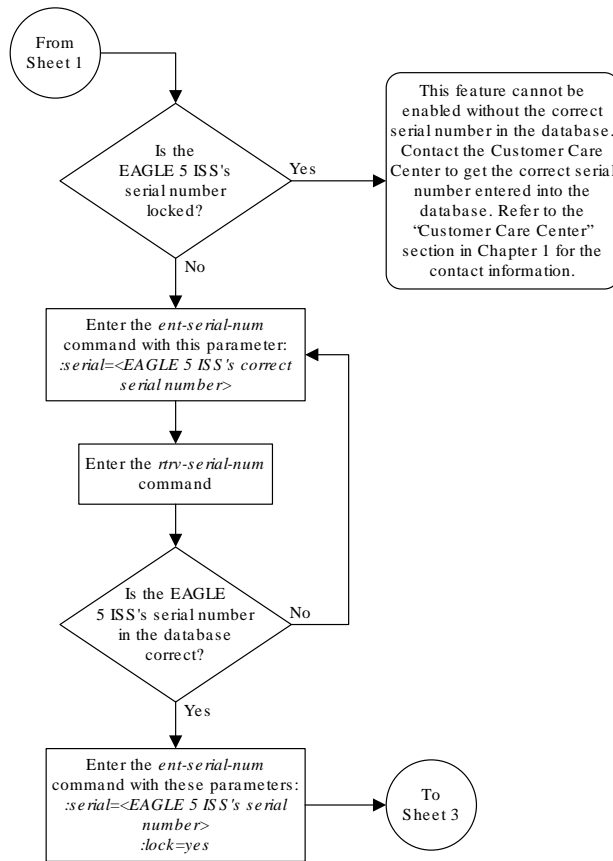 From
Sheet 1
Is the
EAGLE 5 ISS's
serial number
locked?
Yes
This feature cannot be
enabled without the correct
serial number in the database.
Contact the Customer Care
Center to get the correct serial
number entered into the
database. Refer to the
“Customer Care Center”
section in Chapter 1 for the
contact information.
No
Enter the ent-serial-num
command with this parameter:
:serial=<EAGLE 5 ISS's correct
serial number>
Enter the rtrv-serial-num
command
Is the EAGLE
5 ISS's serial number
in the database
correct?
No
Yes
Enter the ent-serial-num
command with these parameters:
:serial=<EAGLE 5 ISS's serial
number>
:lock=yes
To
Sheet 3